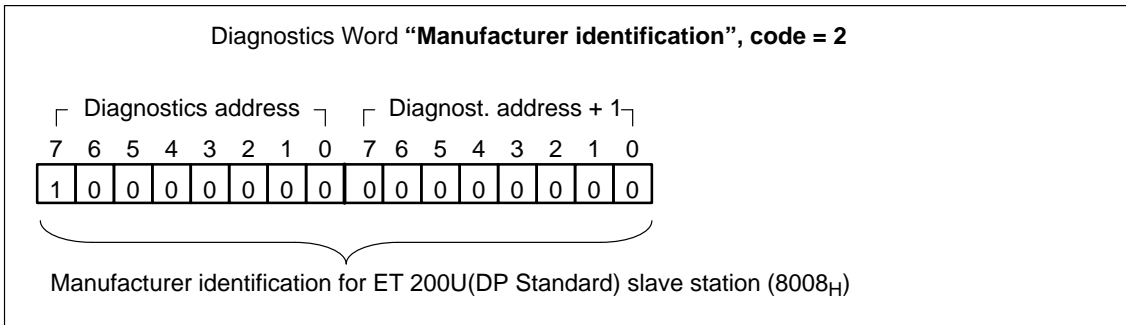 Diagnostics Word “Manufacturer identification”, code = 2
Diagnostics address Diagnost. address + 1
7 6 5 4 3 2 1 0 7 6 5 4 3 2 1 0
1 0 0 0 0 0 0 0 0 0 0 0 0 0 0 0
Manufacturer identification for ET 200U(DP Standard) slave station (8008H)